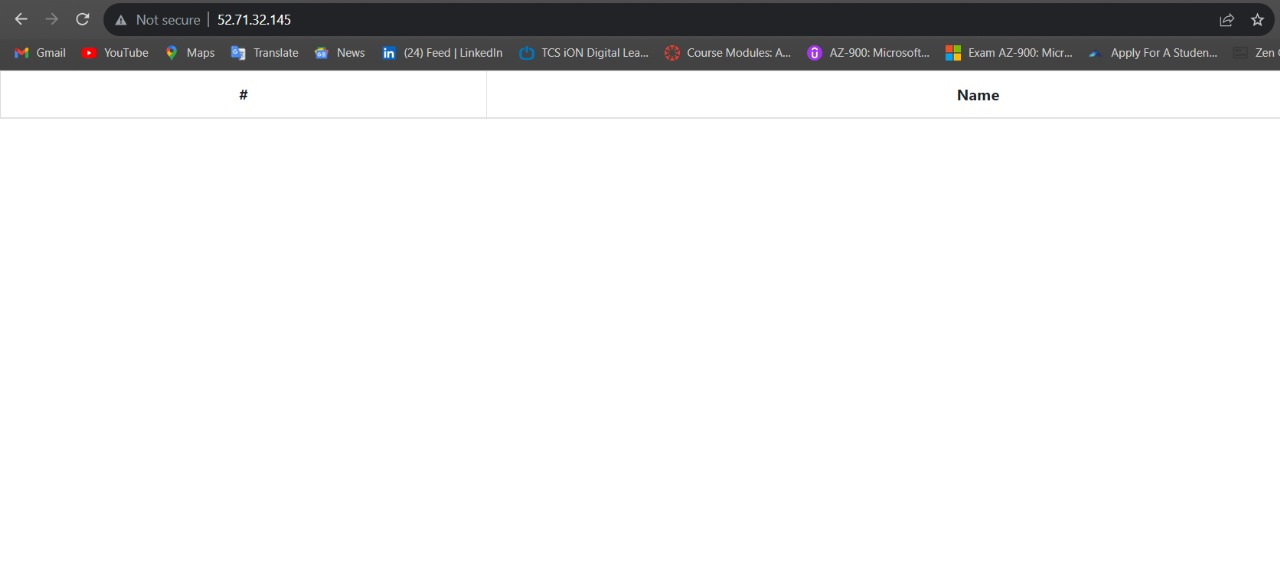 Not secure 52.71.32.145
Gmail YouTube Maps Translate News (24) Feed | LinkedIn TCS iON Digital Lea... Course Modules: A... AZ-900: Microsoft... Exam AZ-900: Micr... Apply For A Studen... Zen
# Name